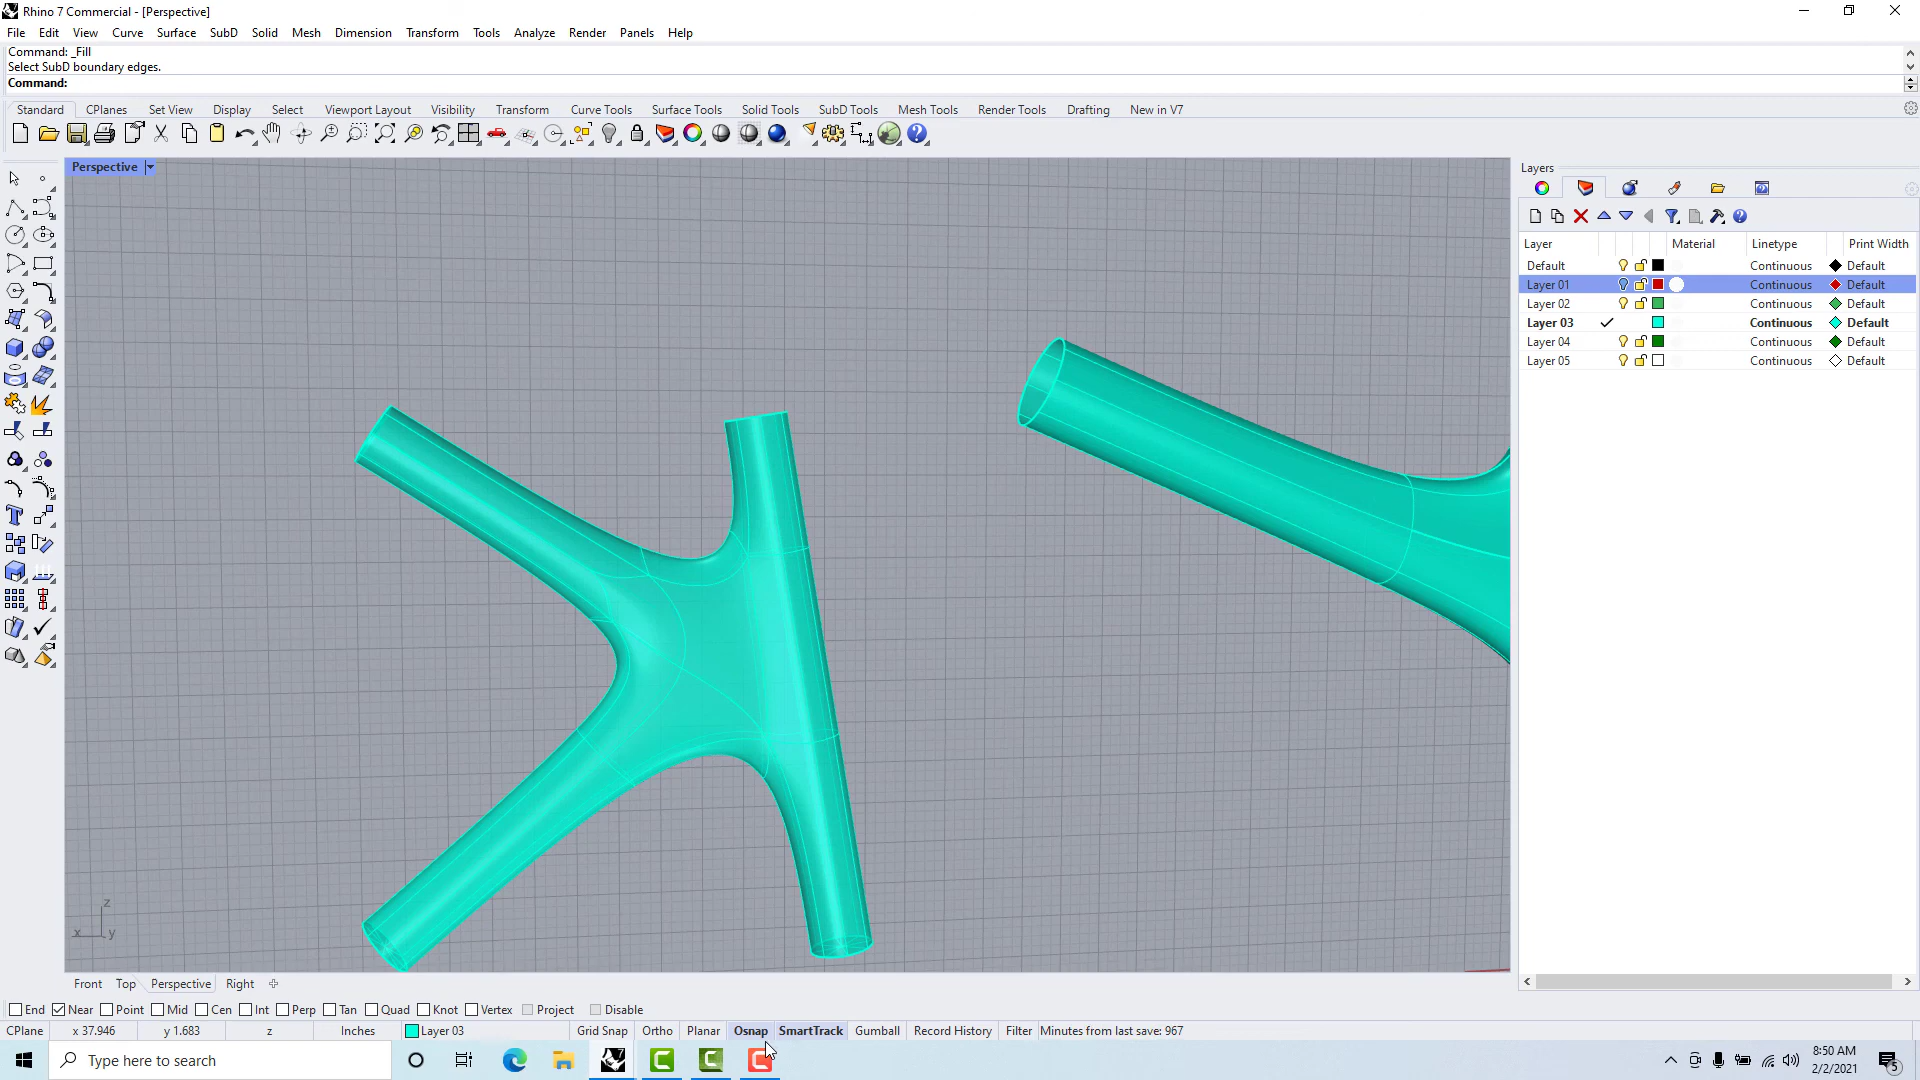 Rhino 7 Commercial - [Perspective]
File Edit View Curve Surface SubD Solid Mesh Dimension Transform Tools Analyze Render Panels Help
Command: _Fill
Select SubD boundary edges.
Command:
Standard CPlanes Set View Display Select Viewport Layout Visibility Transform Curve Tools Surface Tools Solid Tools SubD Tools Mesh Tools Render Tools Drafting New in V7
Perspective
Layers
Layer Material Linetype Print Width
Default Continuous Default
Layer 01 Continuous Default
Layer 02 Continuous Default
Layer 03 Continuous Default
Layer 04 Continuous Default
Layer 05 Continuous Default
z
x y
Front Top Perspective Right
End Near Point Mid Cen Int Perp Tan Quad Knot Vertex Project Disable
CPlane x 37.946 y 1.683 z Inches Layer 03 Grid Snap Ortho Planar Osnap SmartTrack Gumball Record History Filter Minutes from last save: 967
Type here to search
8:50 AM
2/2/2021
5